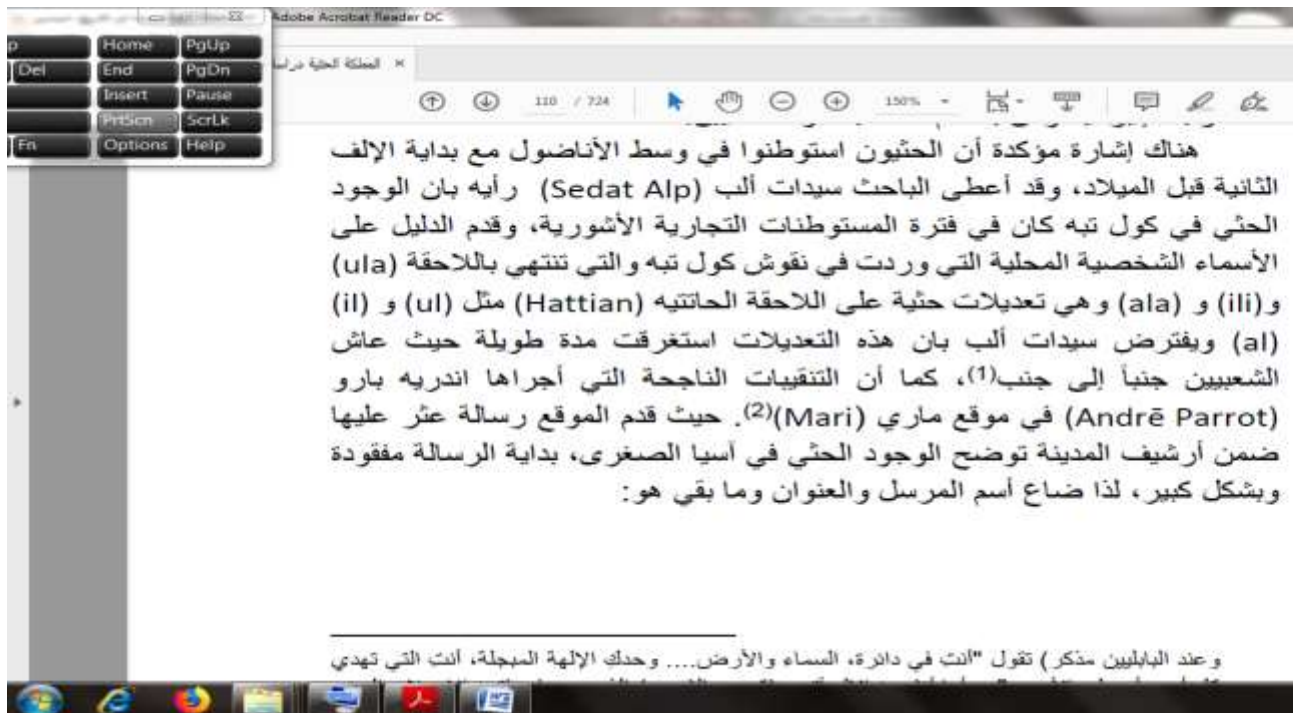 Adobe Acrobat Reader DC
Home PgUp
Del End PgDn
Insert Pause
PrtScn ScrLk
Fn Options Help
110 / 724 150%
هناك إشارة مؤكدة أن الحثيون استوطنوا في وسط الأناضول مع بداية الإلف
الثانية قبل الميلاد، وقد أعطى الباحث سيدات ألب (Sedat Alp) رأيه بان الوجود
الحثي في كول تبه كان في فترة المستوطنات التجارية الأشورية، وقدم الدليل على
الأسماء الشخصية المحلية التي وردت في نقوش كول تبه والتي تنتهي باللاحقة (ula)
و(ili) و (ala) وهي تعديلات حثية على اللاحقة الحاتتيه (Hattian) مثل (ul) و (il)
(al) ويفترض سيدات ألب بان هذه التعديلات استغرقت مدة طويلة حيث عاش
الشعبيين جنباً إلى جنب(1)، كما أن التنقيبات الناجحة التي أجراها اندريه بارو
(Andrē Parrot) في موقع ماري (Mari)(2). حيث قدم الموقع رسالة عثر عليها
ضمن أرشيف المدينة توضح الوجود الحثي في آسيا الصغرى، بداية الرسالة مفقودة
وبشكل كبير، لذا ضاع أسم المرسل والعنوان وما بقي هو:
وعند البابليين مذكر) تقول "أنت في دائرة، السماء والأرض.... وحدك الإلهة المبجلة، أنت التي تهدي